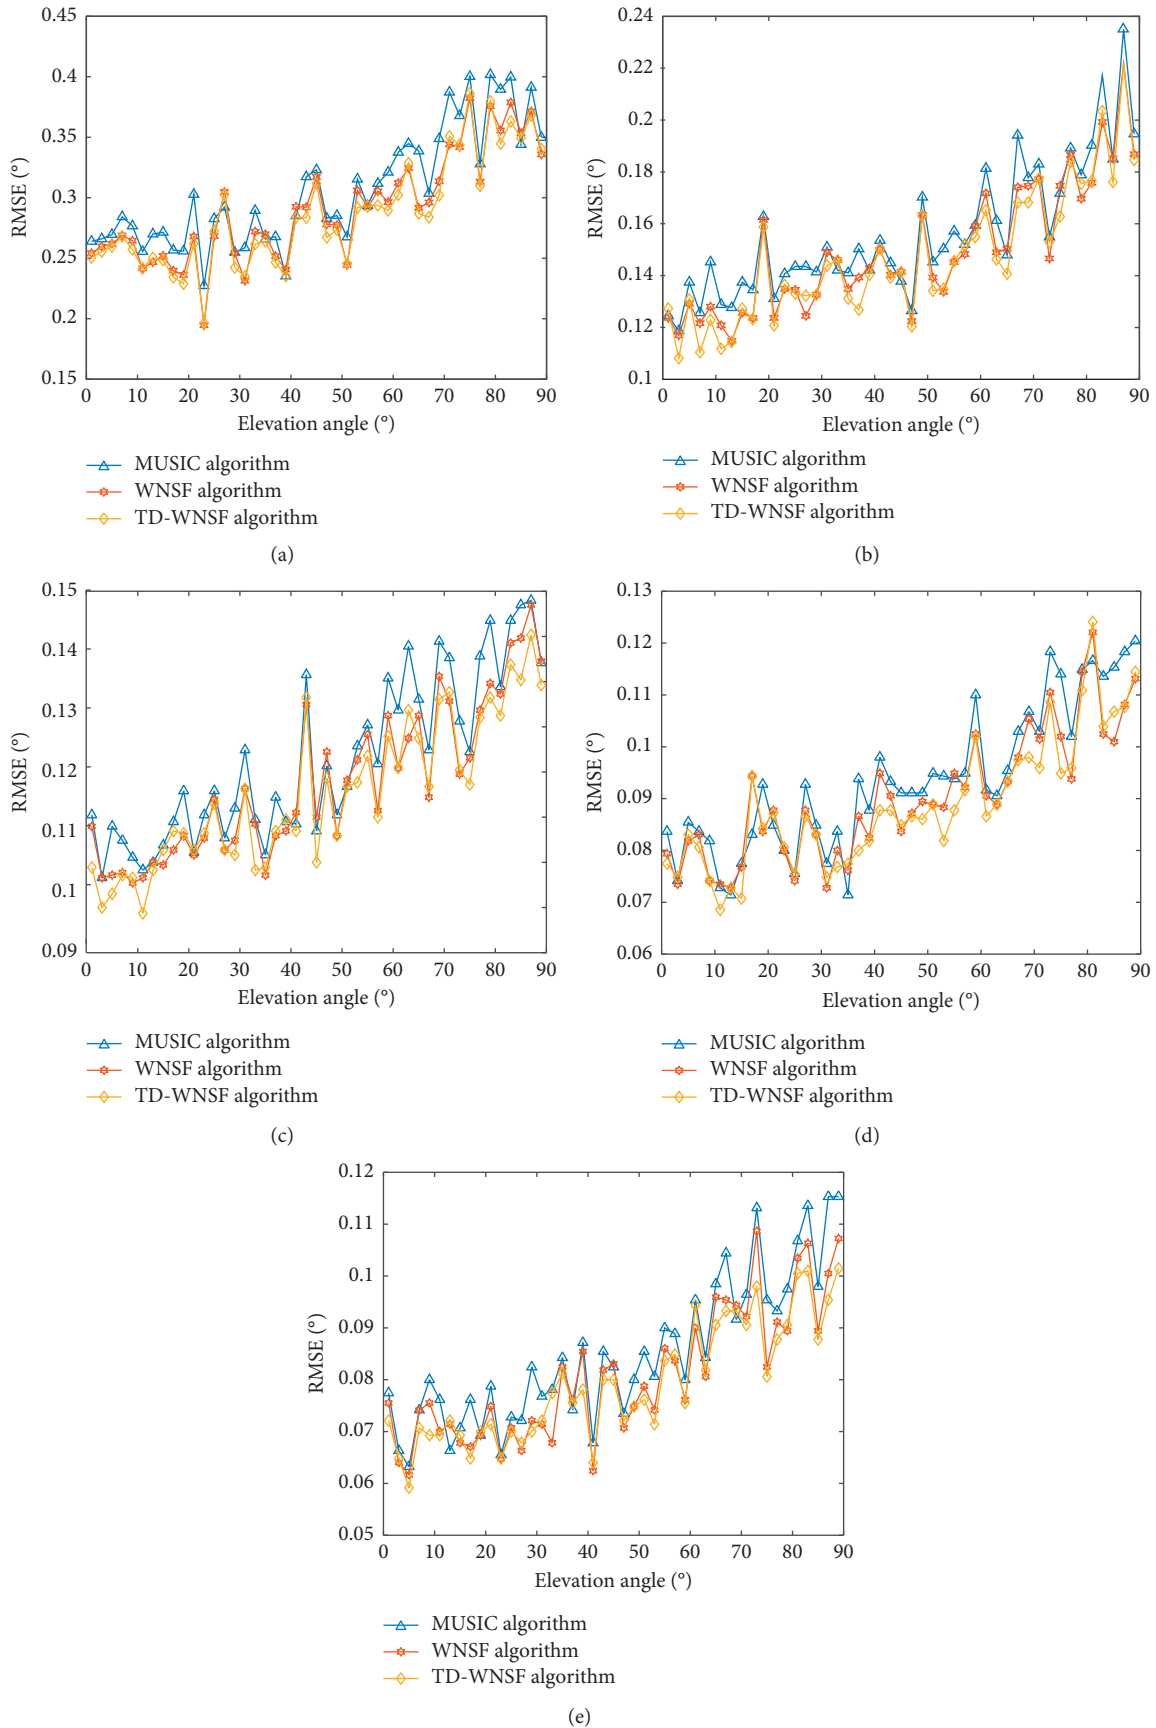 0.45
0.4
0.35
0.3
0.25
0.2
0.15
RMSE (°)
0 10 20 30 40 50 60 70 80 90
Elevation angle (°)
MUSIC algorithm
WNSF algorithm
TD-WNSF algorithm
(a)
0.24
0.22
0.2
0.18
0.16
0.14
0.12
0.1
RMSE (°)
0 10 20 30 40 50 60 70 80 90
Elevation angle (°)
MUSIC algorithm
WNSF algorithm
TD-WNSF algorithm
(b)
0.15
0.14
0.13
0.12
0.11
0.1
0.09
RMSE (°)
0 10 20 30 40 50 60 70 80 90
Elevation angle (°)
MUSIC algorithm
WNSF algorithm
TD-WNSF algorithm
(c)
0.13
0.12
0.11
0.1
0.09
0.08
0.07
0.06
RMSE (°)
0 10 20 30 40 50 60 70 80 90
Elevation angle (°)
MUSIC algorithm
WNSF algorithm
TD-WNSF algorithm
(d)
0.12
0.11
0.1
0.09
0.08
0.07
0.06
0.05
RMSE (°)
0 10 20 30 40 50 60 70 80 90
Elevation angle (°)
MUSIC algorithm
WNSF algorithm
TD-WNSF algorithm
(e)